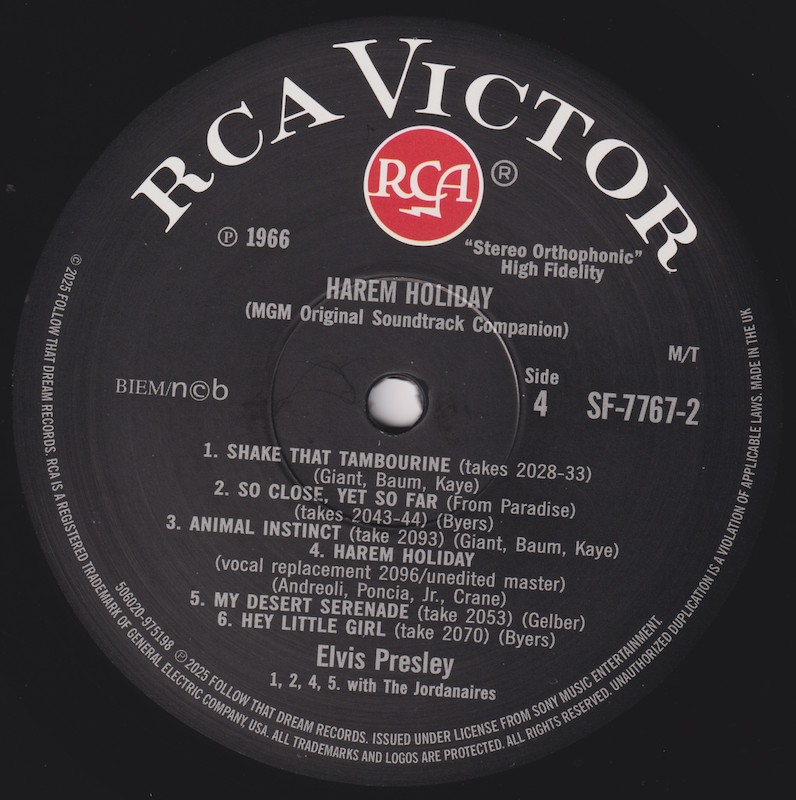 RCA VICTOR
RCA
®
℗ 1966
"Stereo Orthophonic"
High Fidelity
HAREM HOLIDAY
(MGM Original Soundtrack Companion)
M/T
BIEM/n©b
Side
4
SF-7767-2
1. SHAKE THAT TAMBOURINE (takes 2028-33)
(Giant, Baum, Kaye)
2. SO CLOSE, YET SO FAR (From Paradise)
(takes 2043-44) (Byers)
3. ANIMAL INSTINCT (take 2093) (Giant, Baum, Kaye)
4. HAREM HOLIDAY
(vocal replacement 2096/unedited master)
(Andreoli, Poncia, Jr., Crane)
5. MY DESERT SERENADE (take 2053) (Gelber)
6. HEY LITTLE GIRL (take 2070) (Byers)
Elvis Presley
1, 2, 4, 5. with The Jordanaires
© 2025 FOLLOW THAT DREAM RECORDS. RCA IS A REGISTERED TRADEMARK OF GENERAL ELECTRIC COMPANY, USA. ALL TRADEMARKS AND LOGOS ARE PROTECTED. ALL RIGHTS RESERVED. UNAUTHORIZED DUPLICATION IS A VIOLATION OF APPLICABLE LAWS. MADE IN THE UK
506020-975198 ℗ 2025 FOLLOW THAT DREAM RECORDS. ISSUED UNDER LICENSE FROM SONY MUSIC ENTERTAINMENT.